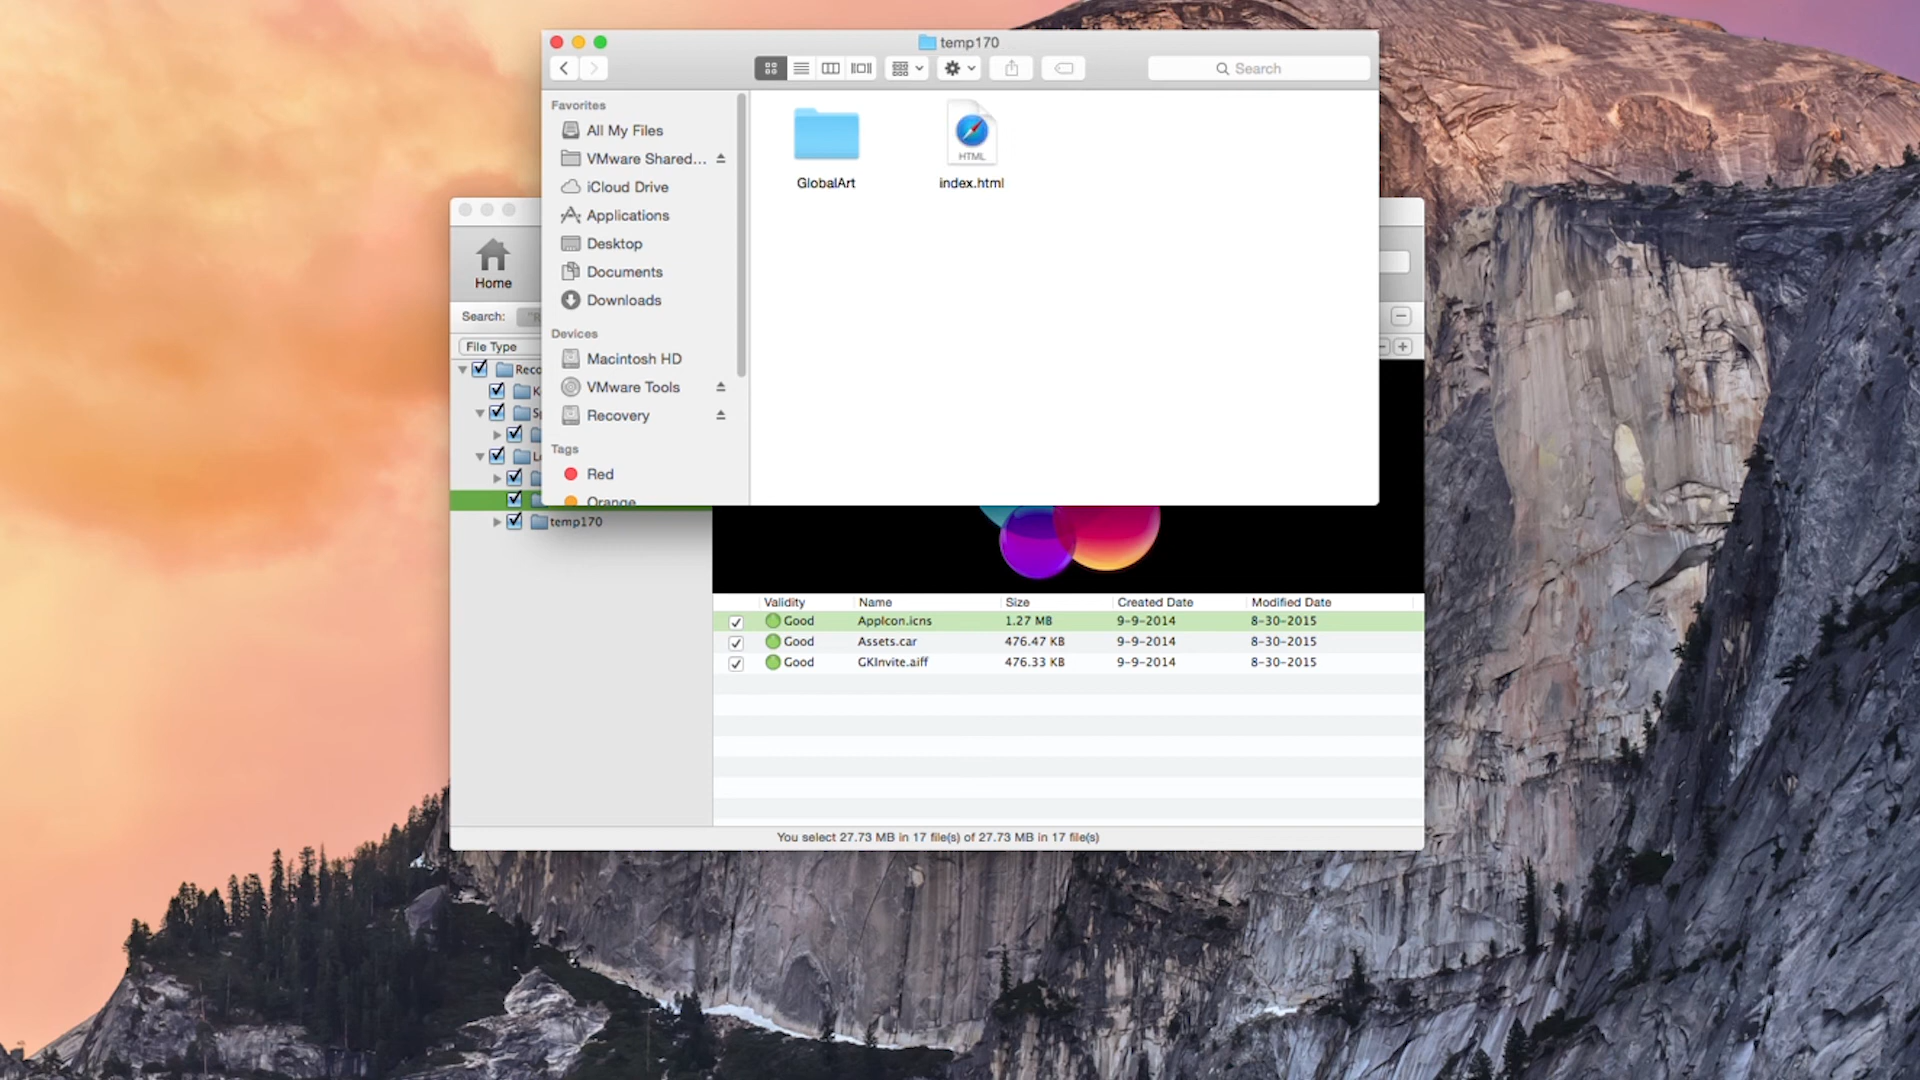 temp170
Search
Favorites
All My Files
VMware Shared...
iCloud Drive
Applications
Desktop
Documents
Downloads
Devices
Macintosh HD
VMware Tools
Recovery
Tags
Red
Orange
GlobalArt
HTML
index.html
Home
Search:
File Type
temp170
Validity Name Size Created Date Modified Date
Good AppIcon.icns 1.27 MB 9-9-2014 8-30-2015
Good Assets.car 476.47 KB 9-9-2014 8-30-2015
Good GKInvite.aiff 476.33 KB 9-9-2014 8-30-2015
You select 27.73 MB in 17 file(s) of 27.73 MB in 17 file(s)